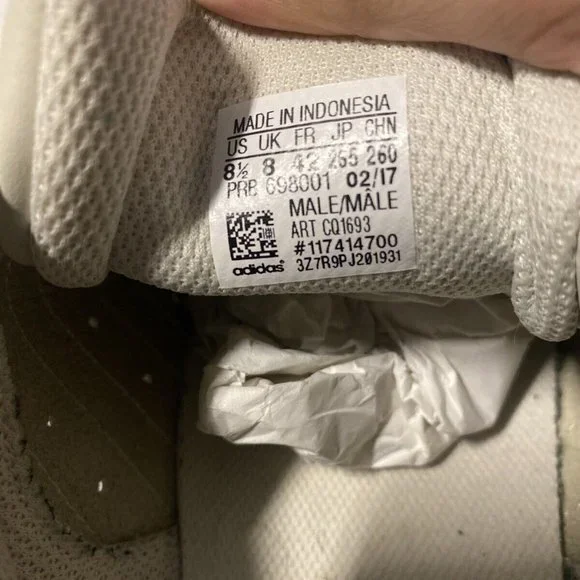 MADE IN INDONESIA
US UK FR JP CHN
8½ 8 42 265 260
PRB 698001 02/17
MALE/MÂLE
ART CQ1693
#117414700
adidas 3Z7R9PJ201931